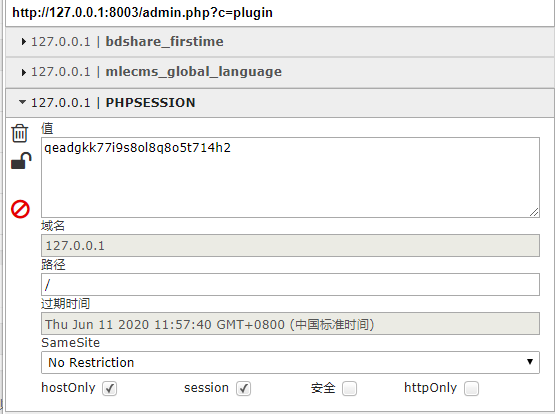 http://127.0.0.1:8003/admin.php?c=plugin
127.0.0.1 | bdshare_firstime
127.0.0.1 | mlecms_global_language
127.0.0.1 | PHPSESSION
值
qeadgkk77i9s8ol8q8o5t714h2
域名
127.0.0.1
路径
/
过期时间
Thu Jun 11 2020 11:57:40 GMT+0800 (中国标准时间)
SameSite
No Restriction
hostOnly session 安全 httpOnly